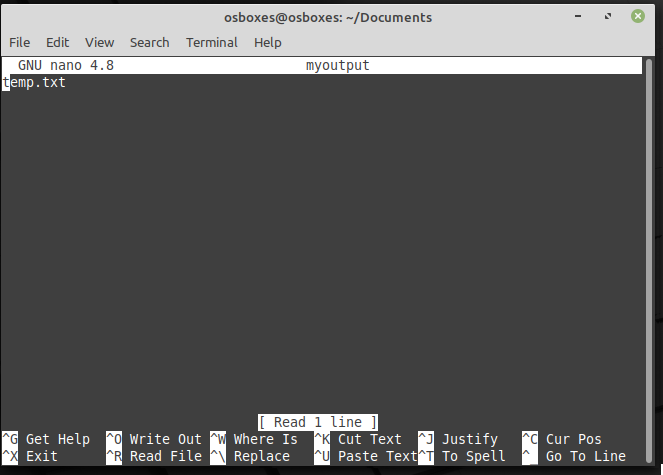 osboxes@osboxes: ~/Documents
File Edit View Search Terminal Help
GNU nano 4.8 myoutput
temp.txt
[ Read 1 line ]
^G Get Help ^O Write Out ^W Where Is ^K Cut Text ^J Justify ^C Cur Pos
^X Exit ^R Read File ^\ Replace ^U Paste Text ^T To Spell ^_ Go To Line